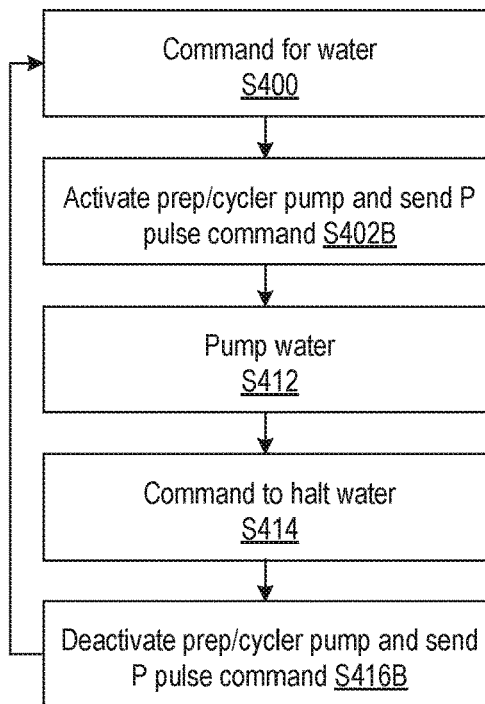 Command for water
S400
Activate prep/cycler pump and send P
pulse command S402B
Pump water
S412
Command to halt water
S414
Deactivate prep/cycler pump and send
P pulse command S416B